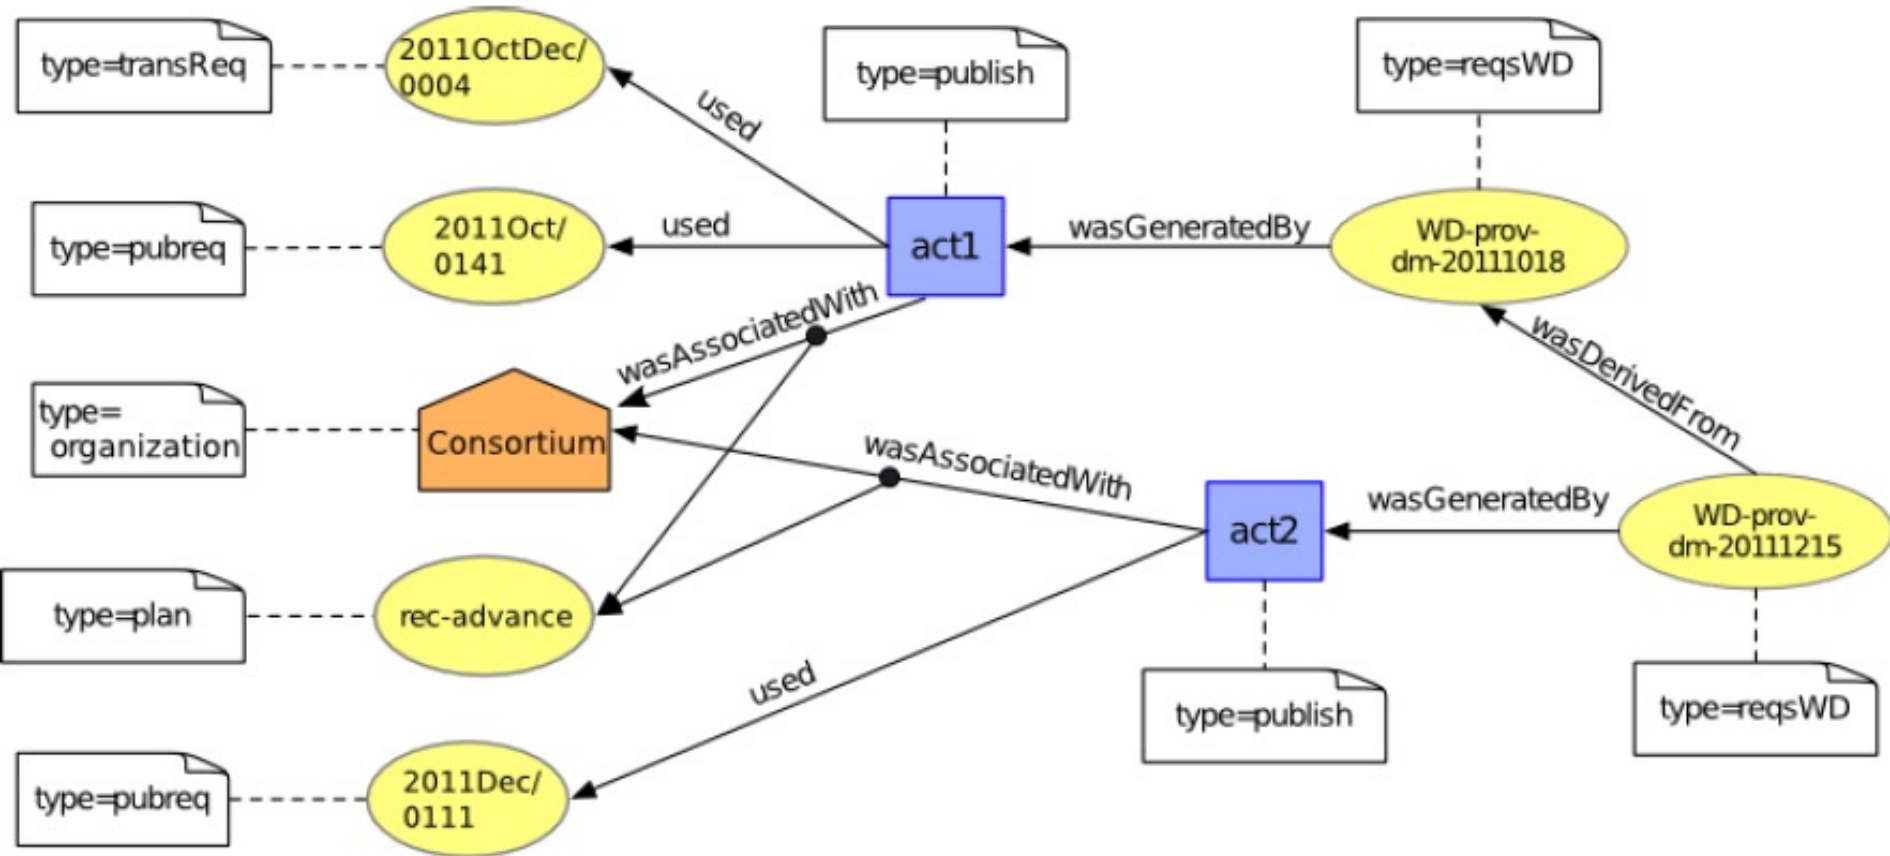 type=transReq
2011OctDec/
0004
used
type=publish
type=reqsWD
type=pubreq
2011Oct/
0141
used
act1
wasGeneratedBy
WD-prov-
dm-20111018
wasAssociatedWith
wasDerivedFrom
type=
organization
Consortium
wasAssociatedWith
act2
wasGeneratedBy
WD-prov-
dm-20111215
type=plan
rec-advance
used
type=publish
type=reqsWD
type=pubreq
2011Dec/
0111